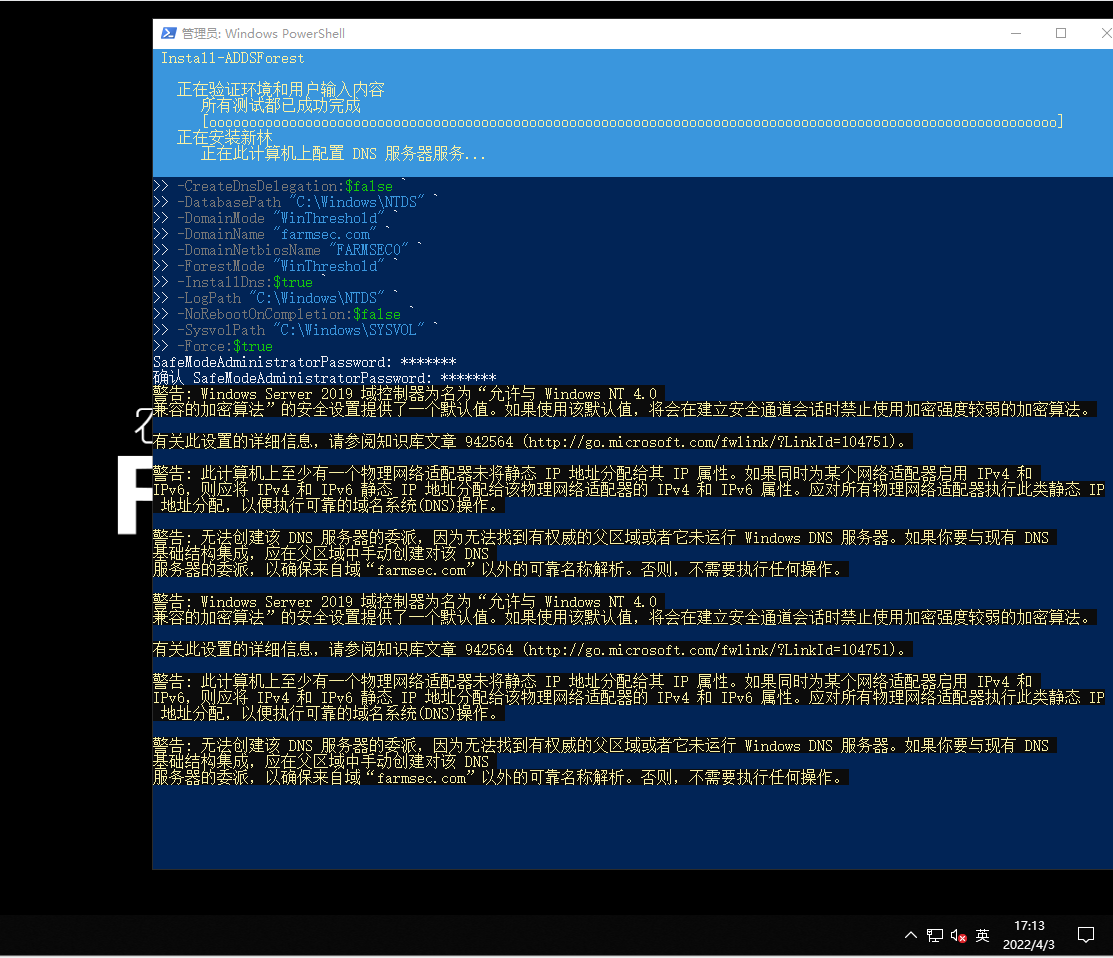 管理员: Windows PowerShell
Install-ADDSForest
正在验证环境和用户输入内容
所有测试都已成功完成
[oooooooooooooooooooooooooooooooooooooooooooooooooooooooooooooooooooooooooooooooooooooooooooooooooooooooooo]
正在安装新林
正在此计算机上配置 DNS 服务器服务...
>> -CreateDnsDelegation:$false `
>> -DatabasePath "C:\Windows\NTDS" `
>> -DomainMode "WinThreshold" `
>> -DomainName "farmsec.com" `
>> -DomainNetbiosName "FARMSEC0" `
>> -ForestMode "WinThreshold" `
>> -InstallDns:$true `
>> -LogPath "C:\Windows\NTDS" `
>> -NoRebootOnCompletion:$false `
>> -SysvolPath "C:\Windows\SYSVOL" `
>> -Force:$true
SafeModeAdministratorPassword: *******
确认 SafeModeAdministratorPassword: *******
警告: Windows Server 2019 域控制器为名为“允许与 Windows NT 4.0
兼容的加密算法”的安全设置提供了一个默认值。如果使用该默认值，将会在建立安全通道会话时禁止使用加密强度较弱的加密算法。
有关此设置的详细信息，请参阅知识库文章 942564 (http://go.microsoft.com/fwlink/?LinkId=104751)。
警告: 此计算机上至少有一个物理网络适配器未将静态 IP 地址分配给其 IP 属性。如果同时为某个网络适配器启用 IPv4 和
IPv6，则应将 IPv4 和 IPv6 静态 IP 地址分配给该物理网络适配器的 IPv4 和 IPv6 属性。应对所有物理网络适配器执行此类静态 IP
地址分配，以便执行可靠的域名系统(DNS)操作。
警告: 无法创建该 DNS 服务器的委派，因为无法找到有权威的父区域或者它未运行 Windows DNS 服务器。如果你要与现有 DNS
基础结构集成，应在父区域中手动创建对该 DNS
服务器的委派，以确保来自域“farmsec.com”以外的可靠名称解析。否则，不需要执行任何操作。
警告: Windows Server 2019 域控制器为名为“允许与 Windows NT 4.0
兼容的加密算法”的安全设置提供了一个默认值。如果使用该默认值，将会在建立安全通道会话时禁止使用加密强度较弱的加密算法。
有关此设置的详细信息，请参阅知识库文章 942564 (http://go.microsoft.com/fwlink/?LinkId=104751)。
警告: 此计算机上至少有一个物理网络适配器未将静态 IP 地址分配给其 IP 属性。如果同时为某个网络适配器启用 IPv4 和
IPv6，则应将 IPv4 和 IPv6 静态 IP 地址分配给该物理网络适配器的 IPv4 和 IPv6 属性。应对所有物理网络适配器执行此类静态 IP
地址分配，以便执行可靠的域名系统(DNS)操作。
警告: 无法创建该 DNS 服务器的委派，因为无法找到有权威的父区域或者它未运行 Windows DNS 服务器。如果你要与现有 DNS
基础结构集成，应在父区域中手动创建对该 DNS
服务器的委派，以确保来自域“farmsec.com”以外的可靠名称解析。否则，不需要执行任何操作。
英
17:13
2022/4/3